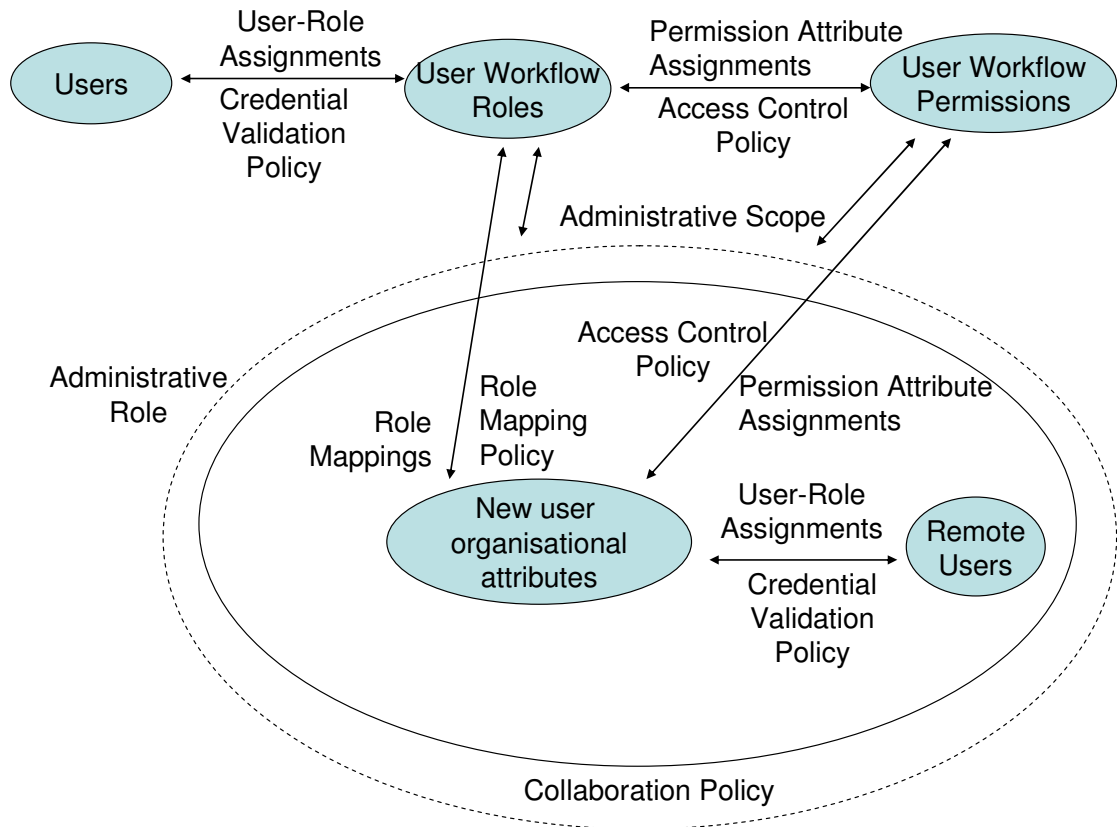 User-Role
Assignments
Users
Credential
Validation
Policy
User Workflow
Roles
Permission Attribute
Assignments
Access Control
Policy
User Workflow
Permissions
Administrative Scope
Administrative
Role
Role
Mappings
Role
Mapping
Policy
Access Control
Policy
Permission Attribute
Assignments
New user
organisational
attributes
User-Role
Assignments
Credential
Validation
Policy
Remote
Users
Collaboration Policy